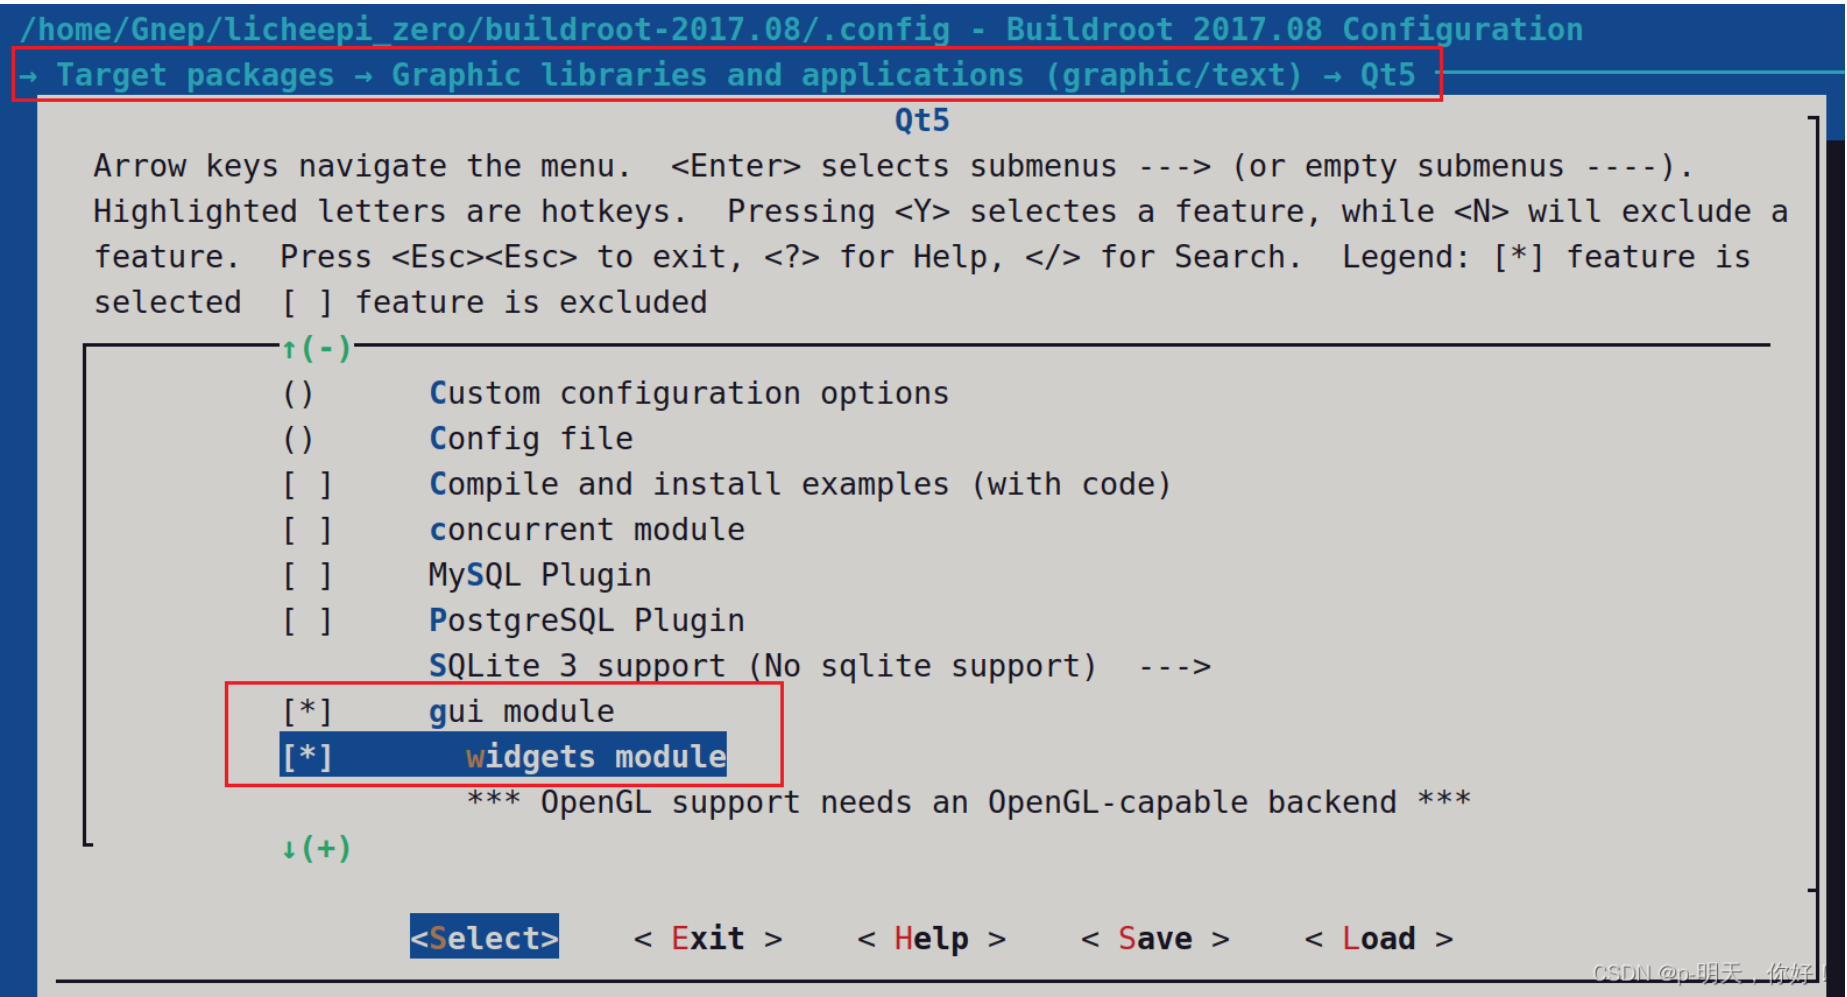 /home/Gnep/licheepi_zero/buildroot-2017.08/.config - Buildroot 2017.08 Configuration
→ Target packages → Graphic libraries and applications (graphic/text) → Qt5
Qt5
Arrow keys navigate the menu.  <Enter> selects submenus ---> (or empty submenus ----).
Highlighted letters are hotkeys.  Pressing <Y> selectes a feature, while <N> will exclude a
feature.  Press <Esc><Esc> to exit, <?> for Help, </> for Search.  Legend: [*] feature is
selected  [ ] feature is excluded
↑(-)
()      Custom configuration options
()      Config file
[ ]     Compile and install examples (with code)
[ ]     concurrent module
[ ]     MySQL Plugin
[ ]     PostgreSQL Plugin
SQLite 3 support (No sqlite support)  --->
[*]     gui module
[*]       widgets module
*** OpenGL support needs an OpenGL-capable backend ***
↓(+)
<Select>    < Exit >    < Help >    < Save >    < Load >
CSDN @p-明天，你好！